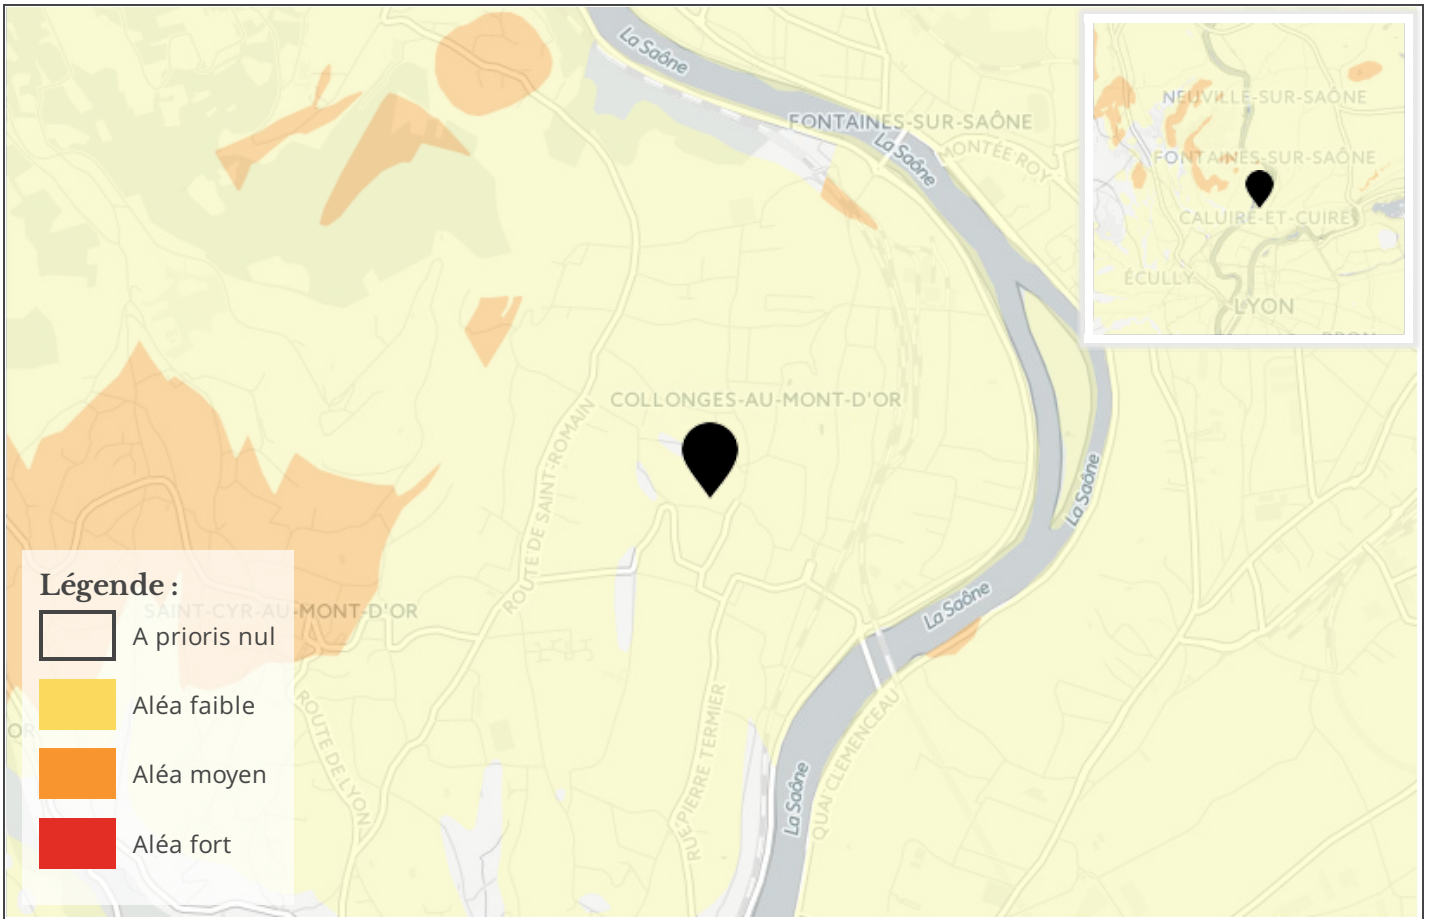 La Saône
FONTAINES-SUR-SAÔNE
La Saône
MONTÉE ROY
NEUVILLE-SUR-SAÔNE
FONTAINES-SUR-SAÔNE
CALUIRE-ET-CUIRE
ÉCULLY
LYON
COLLONGES-AU-MONT-D'OR
ROUTE DE SAINT-ROMAIN
La Saône
La Saône
SAINT-CYR-AU-MONT-D'OR
OR
ROUTE DE LYON
RUE PIERRE TERMIER
QUAI CLEMENCEAU
La Saône
Légende :
A prioris nul
Aléa faible
Aléa moyen
Aléa fort